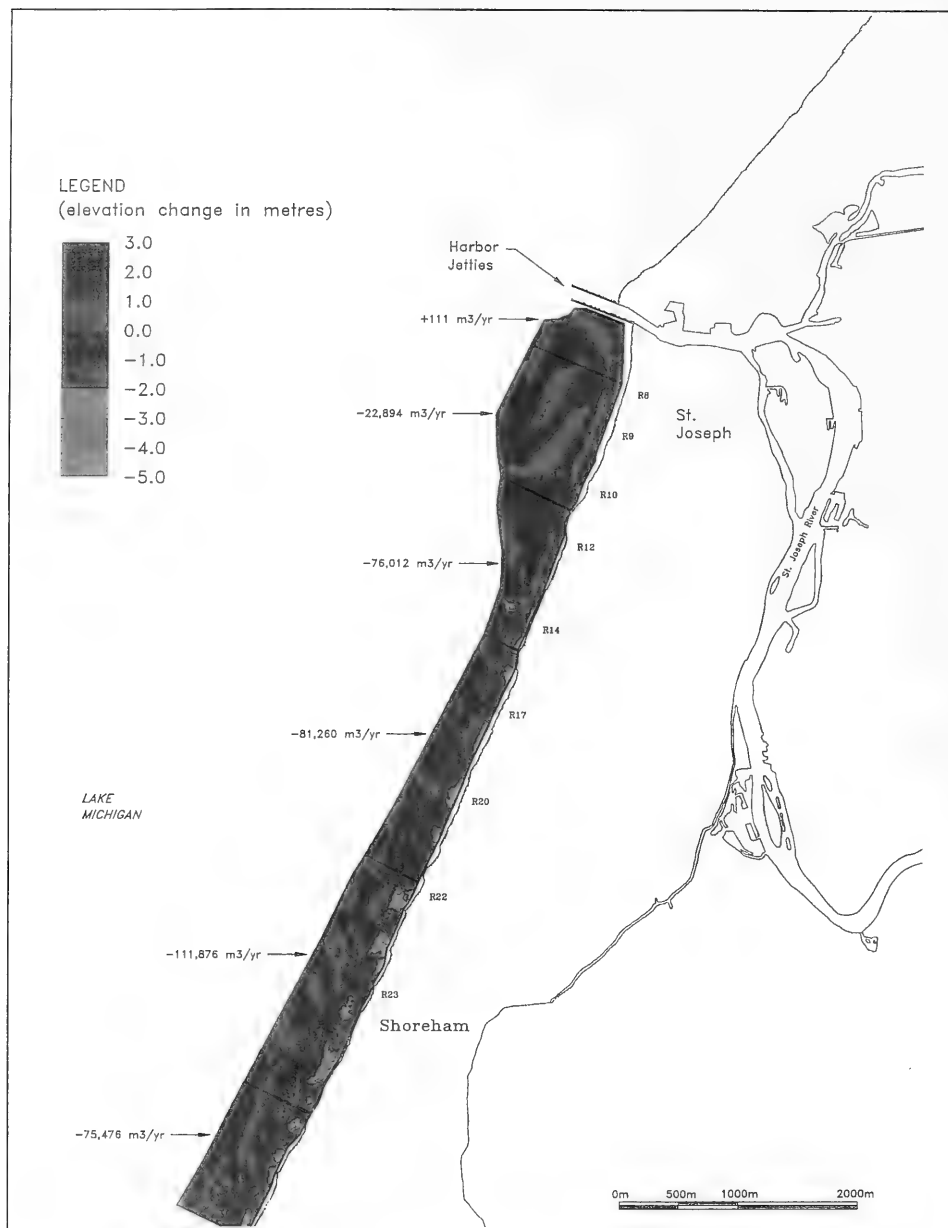 LEGEND
(elevation change in metres)
3.0
2.0
1.0
0.0
-1.0
-2.0
-3.0
-4.0
-5.0
Harbor
Jetties
+111 m3/yr
R8
-22,894 m3/yr
St.
Joseph
R9
R10
R12
St. Joseph River
-76,012 m3/yr
R14
R17
-81,260 m3/yr
LAKE
MICHIGAN
R20
R22
-111,876 m3/yr
R23
Shoreham
-75,476 m3/yr
0m 500m 1000m 2000m